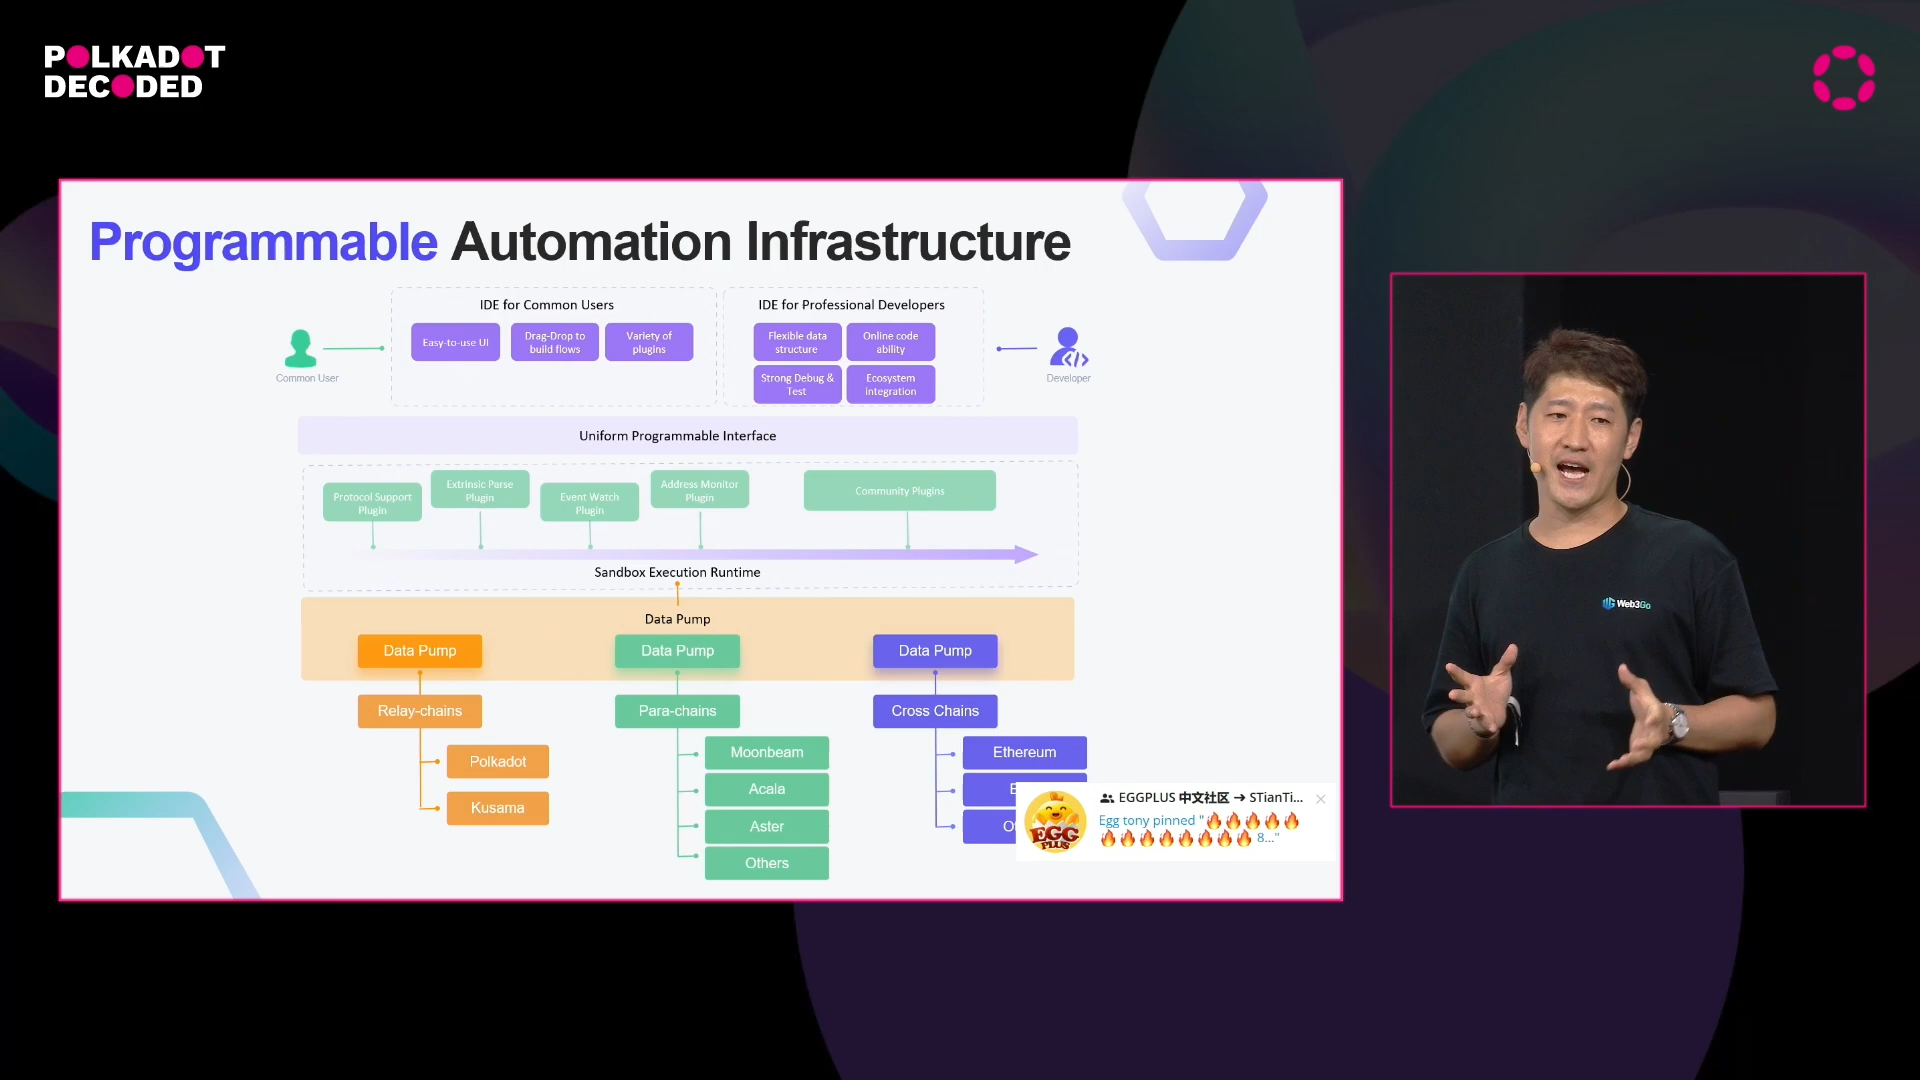 POLKADOT
DECODED
Programmable Automation Infrastructure
IDE for Common Users
Easy-to-use UI
Drag-Drop to
build flows
Variety of
plugins
IDE for Professional Developers
Flexible data
structure
Online code
ability
Strong Debug &
Test
Ecosystem
integration
Common User
Developer
Uniform Programmable Interface
Protocol Support
Plugin
Extrinsic Parse
Plugin
Event Watch
Plugin
Address Monitor
Plugin
Community Plugins
Sandbox Execution Runtime
Data Pump
Data Pump
Data Pump
Data Pump
Relay-chains
Para-chains
Cross Chains
Polkadot
Kusama
Moonbeam
Acala
Aster
Others
Ethereum
EGGPLUS 中文社区 → STianTi...
Egg tony pinned "🔥🔥🔥🔥🔥
🔥🔥🔥🔥🔥🔥🔥🔥 8..."
EGG
PLUS
Web3Go